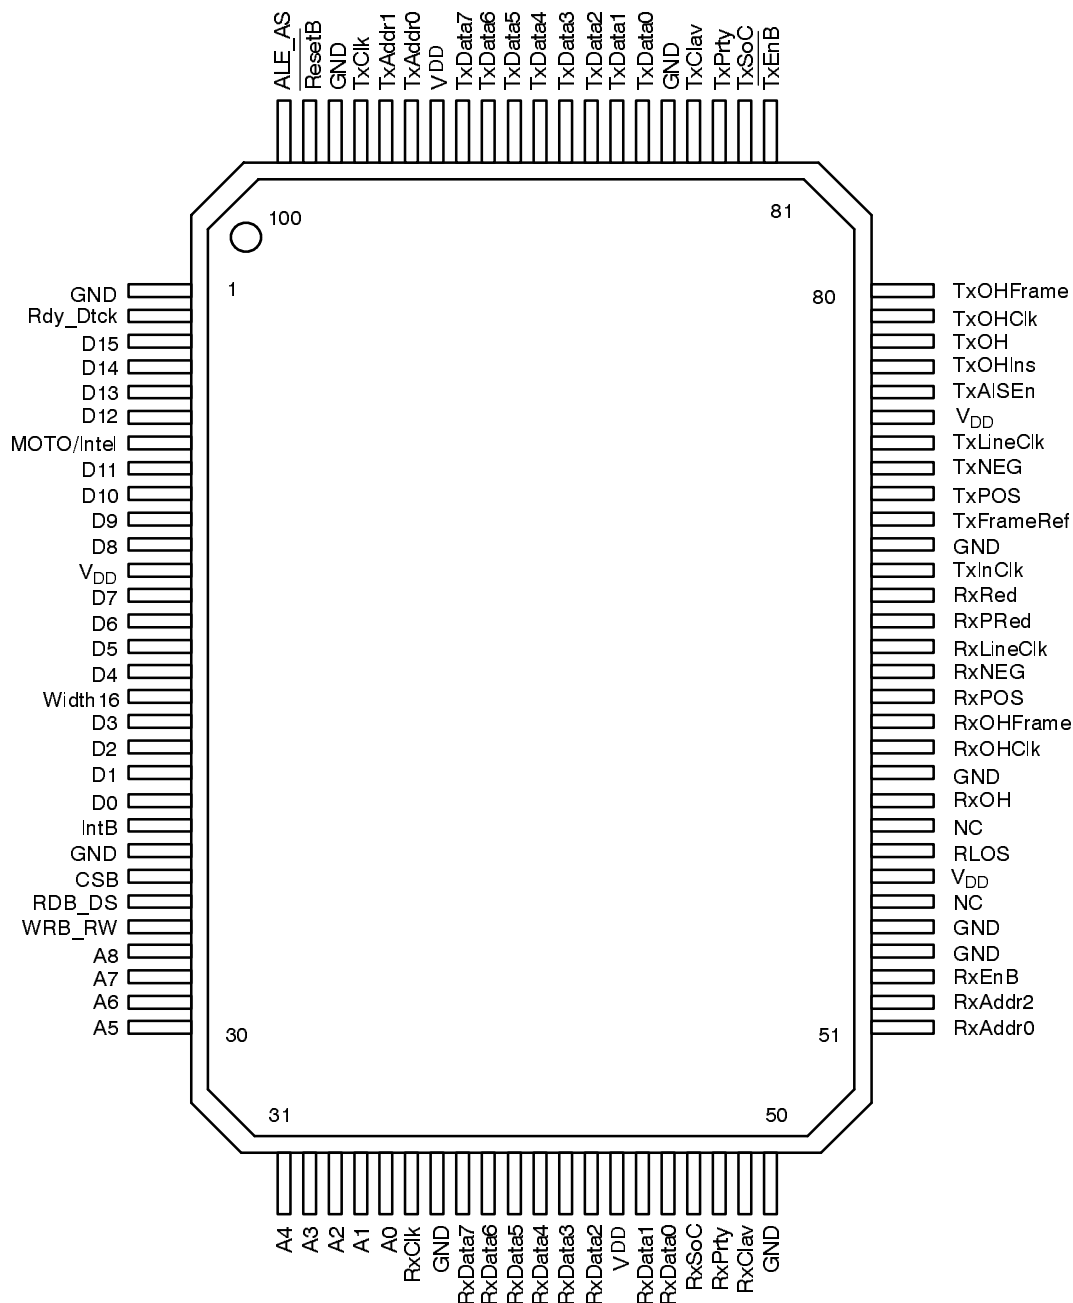 ALE_AS
ResetB
GND
TxClk
TxAddr1
TxAddr0
VDD
TxData7
TxData6
TxData5
TxData4
TxData3
TxData2
TxData1
TxData0
GND
TxClav
TxPrty
TxSoC
TxEnB
100
81
1
80
GND
Rdy_Dtck
D15
D14
D13
D12
MOTO/Intel
D11
D10
D9
D8
VDD
D7
D6
D5
D4
Width16
D3
D2
D1
D0
IntB
GND
CSB
RDB_DS
WRB_RW
A8
A7
A6
A5
TxOHFrame
TxOHClk
TxOH
TxOHIns
TxAISEn
VDD
TxLineClk
TxNEG
TxPOS
TxFrameRef
GND
TxInClk
RxRed
RxPRed
RxLineClk
RxNEG
RxPOS
RxOHFrame
RxOHClk
GND
RxOH
NC
RLOS
VDD
NC
GND
GND
RxEnB
RxAddr2
RxAddr0
30
51
31
50
A4
A3
A2
A1
A0
RxClk
GND
RxData7
RxData6
RxData5
RxData4
RxData3
RxData2
VDD
RxData1
RxData0
RxSoC
RxPrty
RxClav
GND